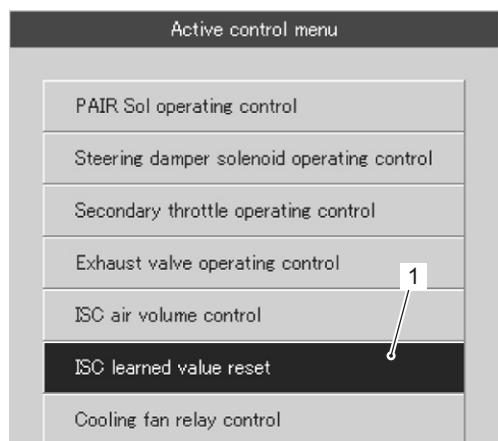 Active control menu
PAIR Sol operating control
Steering damper solenoid operating control
Secondary throttle operating control
Exhaust valve operating control
1
ISC air volume control
ISC learned value reset
Cooling fan relay control